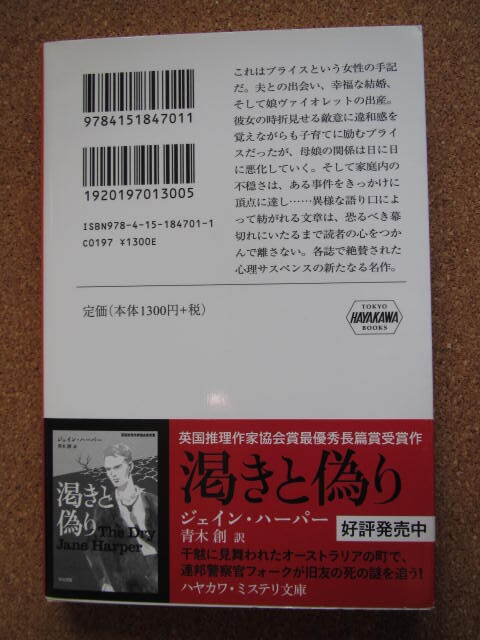 9784151847011
1920197013005
ISBN978-4-15-184701-1
C0197 ¥1300E
定価(本体1300円+税)
これはブライスという女性の手記
だ。夫との出会い、幸福な結婚、
そして娘ヴァイオレットの出産。
彼女の時折見せる敵意に違和感を
覚えながらも子育てに励むブライ
スだったが、母娘の関係は日に日
に悪化していく。そして家庭内の
不穏さは、ある事件をきっかけに
頂点に達し……異様な語り口によ
って紡がれる文章は、恐るべき幕
切れにいたるまで読者の心をつか
んで離さない。各誌で絶賛された
心理サスペンスの新たなる名作。
TOKYO
HAYAKAWA
BOOKS
英国推理作家協会賞最優秀長篇賞受賞作
渇きと偽り
ジェイン・ハーパー
青木 創 訳
好評発売中
干魃に見舞われたオーストラリアの町で、
連邦警察官フォークが旧友の死の謎を追う!
ハヤカワ・ミステリ文庫
ジェイン・ハーパー
青木 創 訳
渇きと
偽り
The Dry
Jane Harper